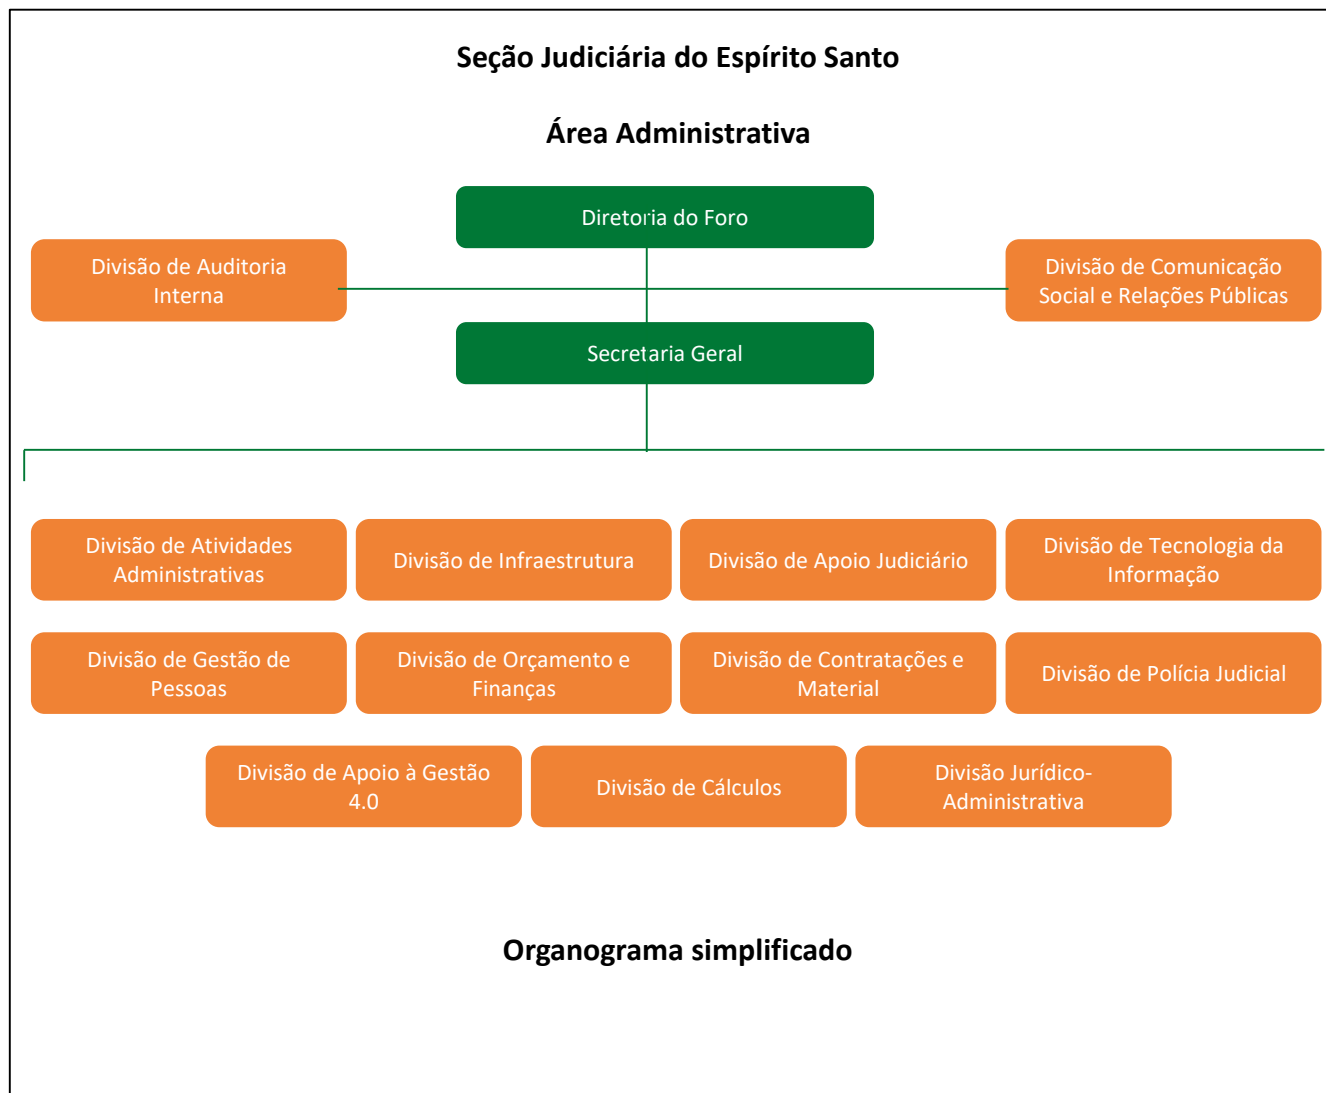 Seção Judiciária do Espírito Santo
Área Administrativa
Diretoria do Foro
Divisão de Auditoria
Interna
Divisão de Comunicação
Social e Relações Públicas
Secretaria Geral
Divisão de Atividades
Administrativas
Divisão de Infraestrutura
Divisão de Apoio Judiciário
Divisão de Tecnologia da
Informação
Divisão de Gestão de
Pessoas
Divisão de Orçamento e
Finanças
Divisão de Contratações e
Material
Divisão de Polícia Judicial
Divisão de Apoio à Gestão
4.0
Divisão de Cálculos
Divisão Jurídico-
Administrativa
Organograma simplificado